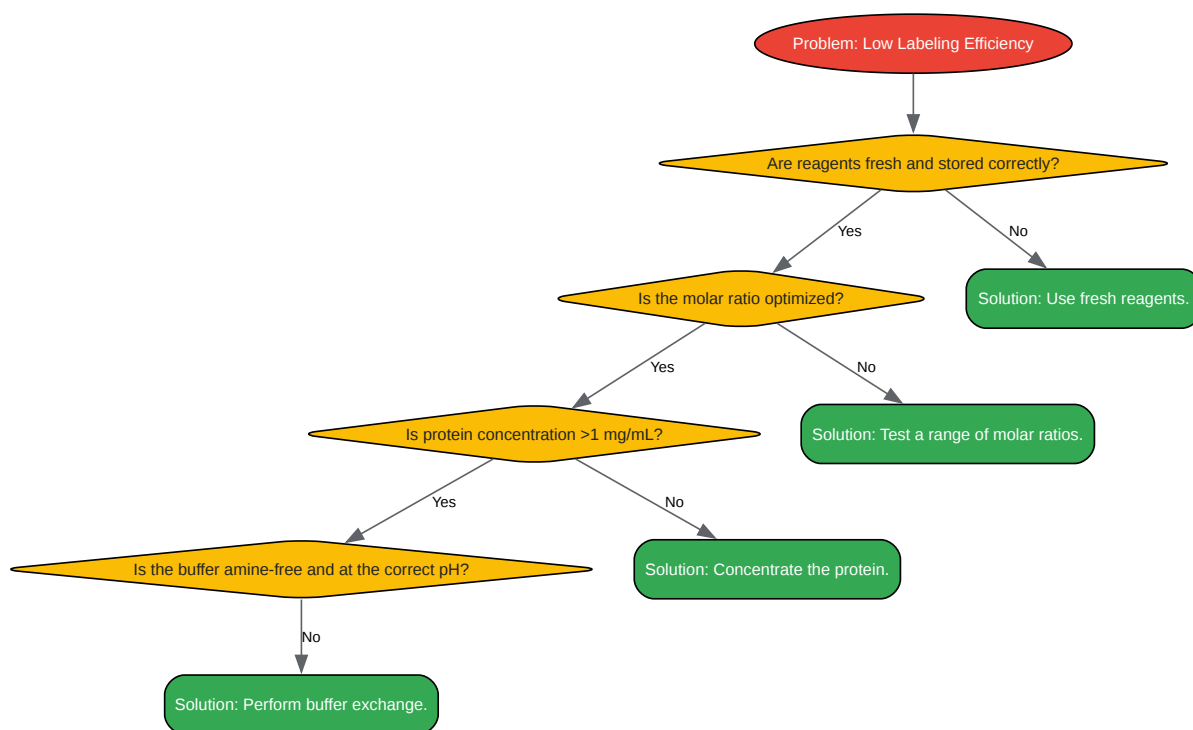 Problem: Low Labeling Efficiency
Are reagents fresh and stored correctly?
Yes
No
Is the molar ratio optimized?
Solution: Use fresh reagents.
Yes
No
Is protein concentration >1 mg/mL?
Solution: Test a range of molar ratios.
Yes
No
Is the buffer amine-free and at the correct pH?
Solution: Concentrate the protein.
No
Solution: Perform buffer exchange.